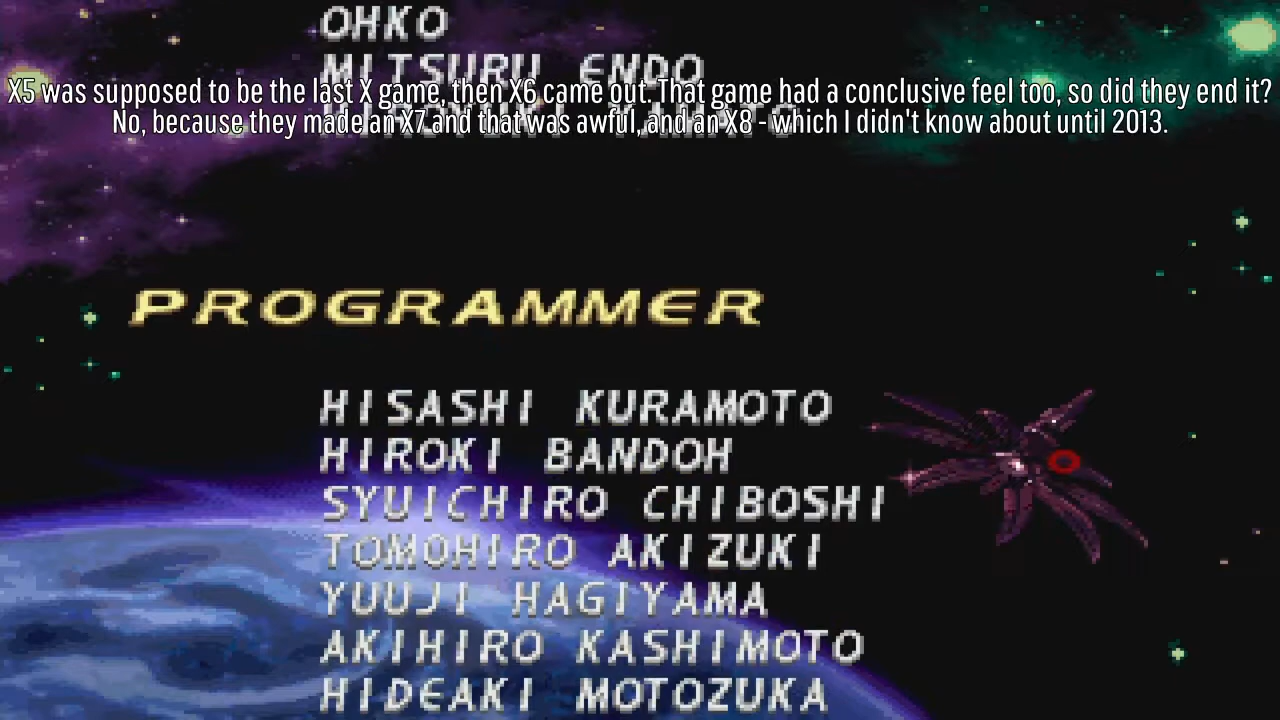 OHKO
MITSURU ENDO
X5 was supposed to be the last X game, then X6 came out. That game had a conclusive feel too, so did they end it?
No, because they made an X7 and that was awful, and an X8 - which I didn't know about until 2013.
PROGRAMMER
HISASHI KURAMOTO
HIROKI BANDOH
SYUICHIRO CHIBOSHI
TOMOHIRO AKIZUKI
YUUJI HAGIYAMA
AKIHIRO KASHIMOTO
HIDEAKI MOTOZUKA